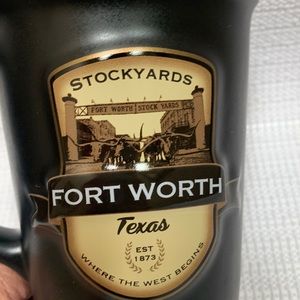 STOCKYARDS
FORT WORTH STOCK YARDS
FORT WORTH
Texas
EST
1873
WHERE THE WEST BEGINS